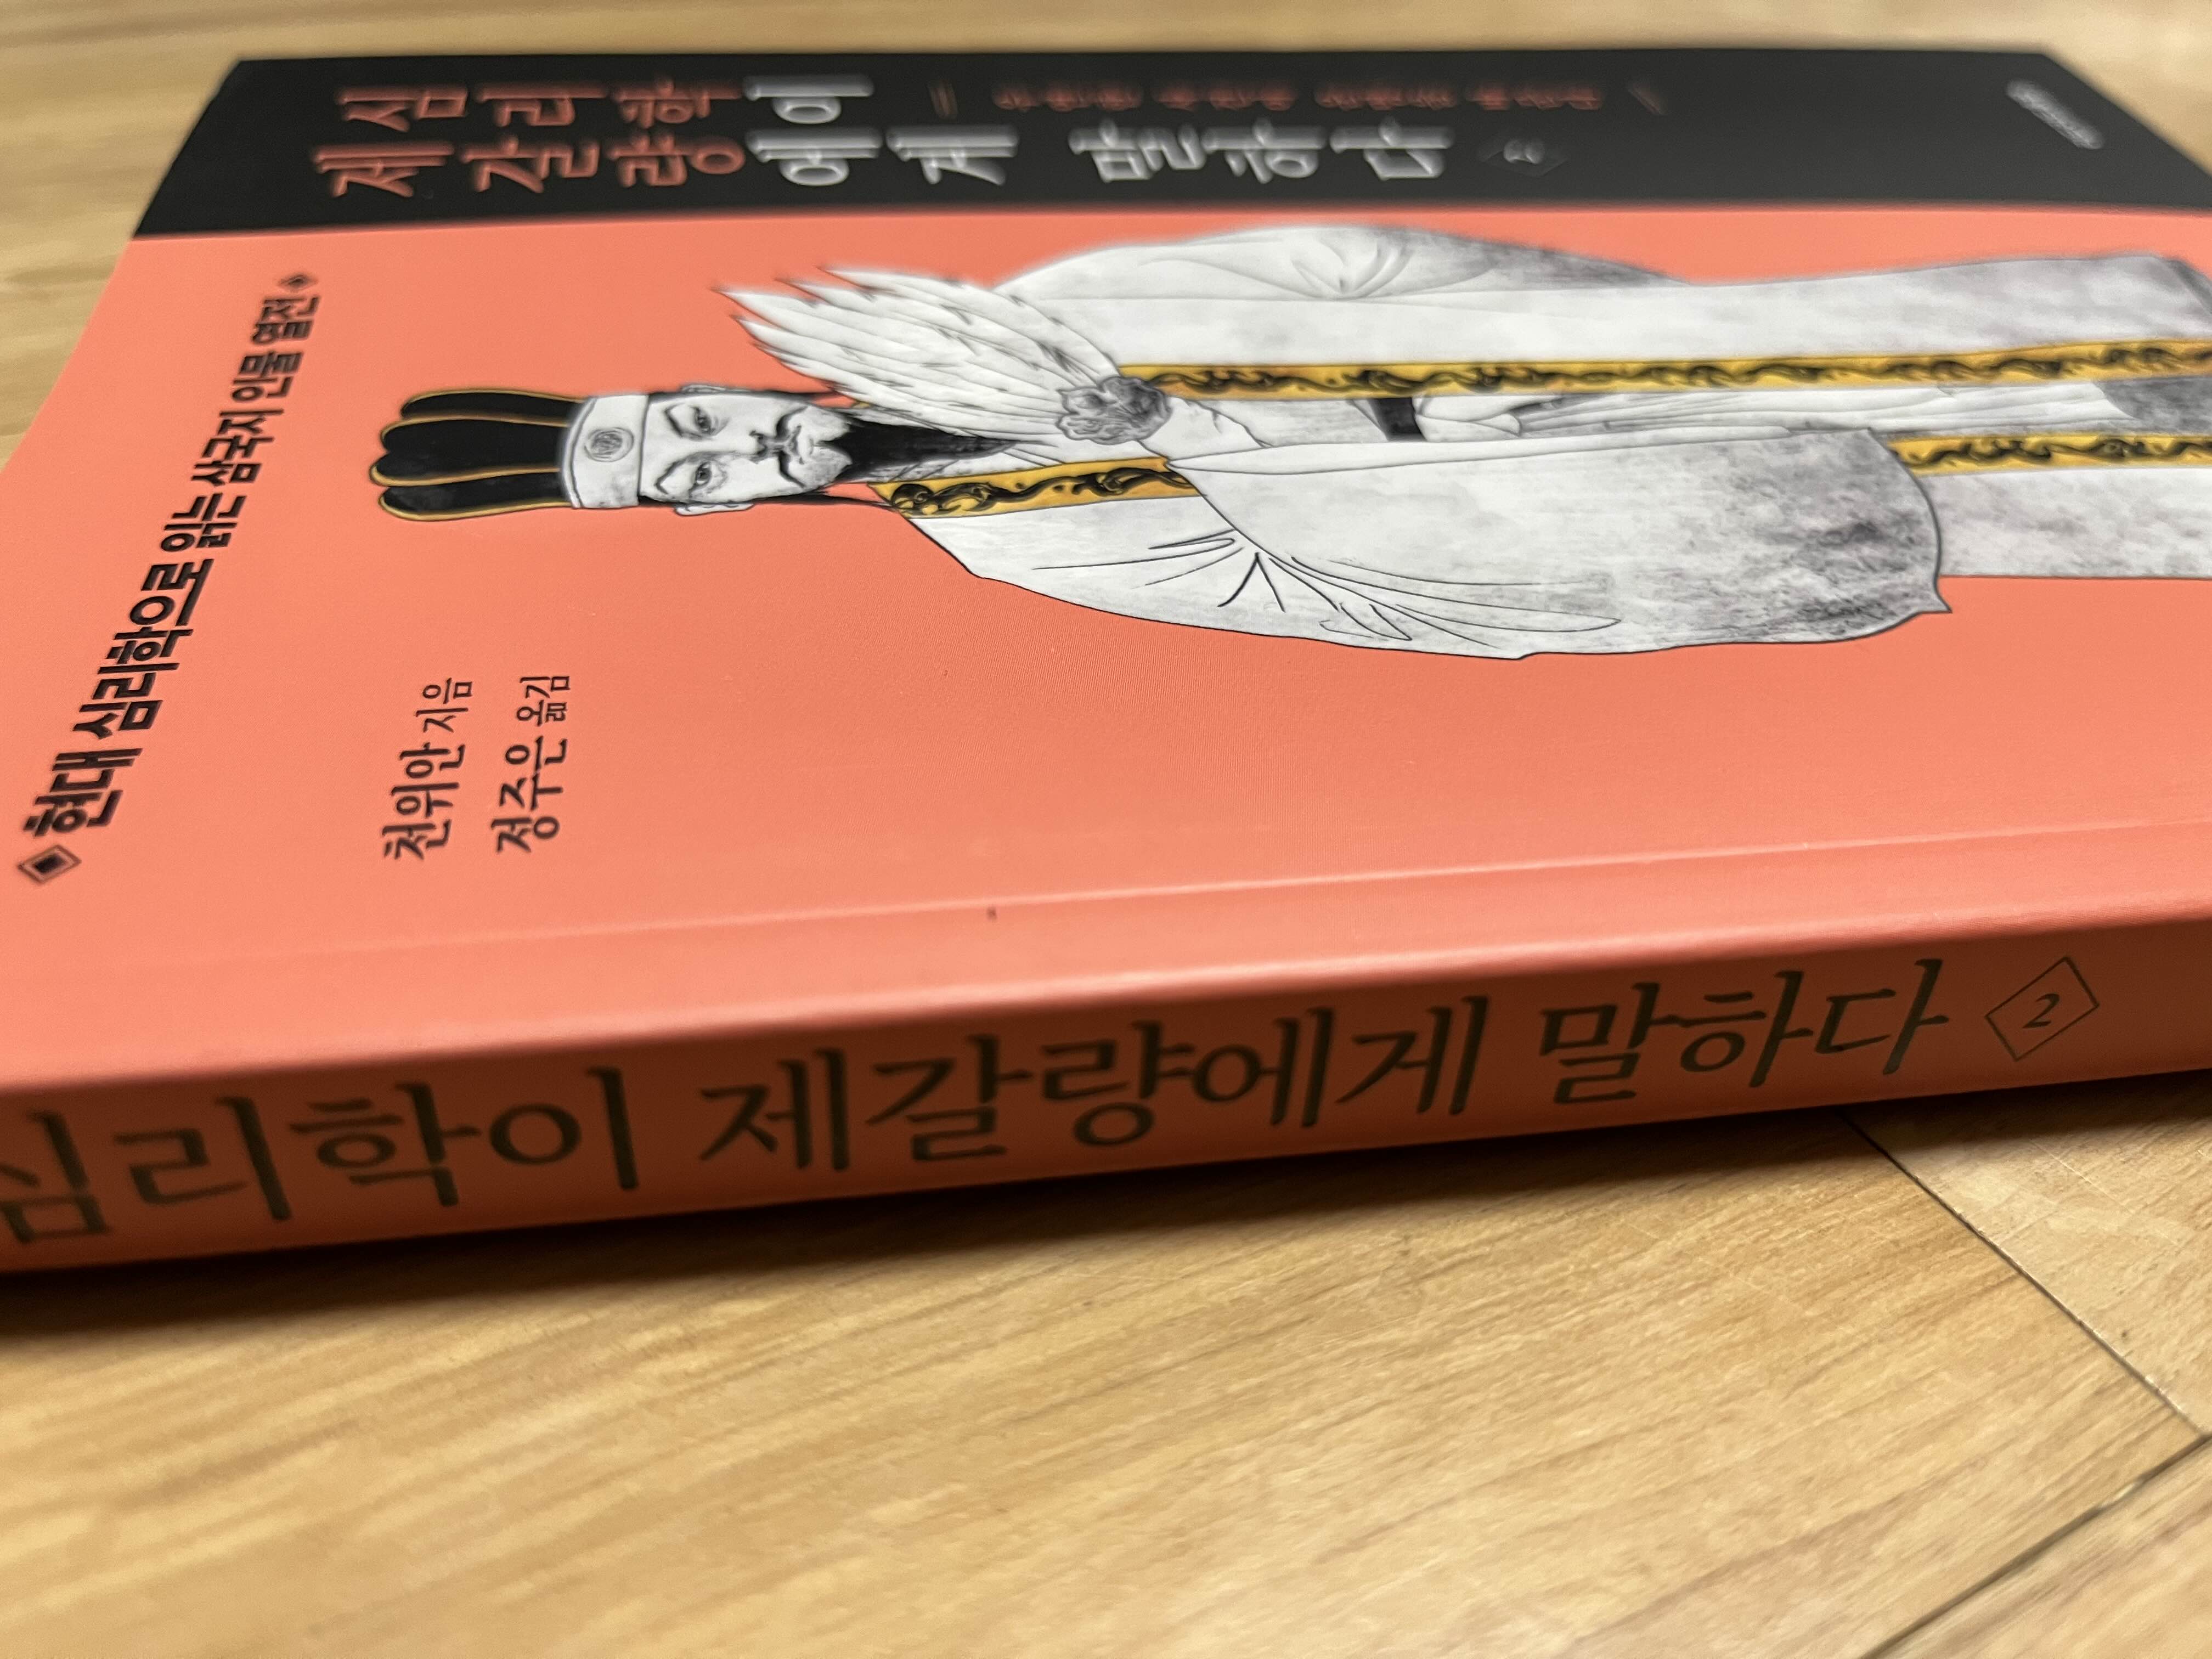 심리학이
제갈량에게 말하다 2
현대 심리학으로 읽는 삼국지 인물 열전
천위안 지음
정주은 옮김
심리학이 제갈량에게 말하다 2